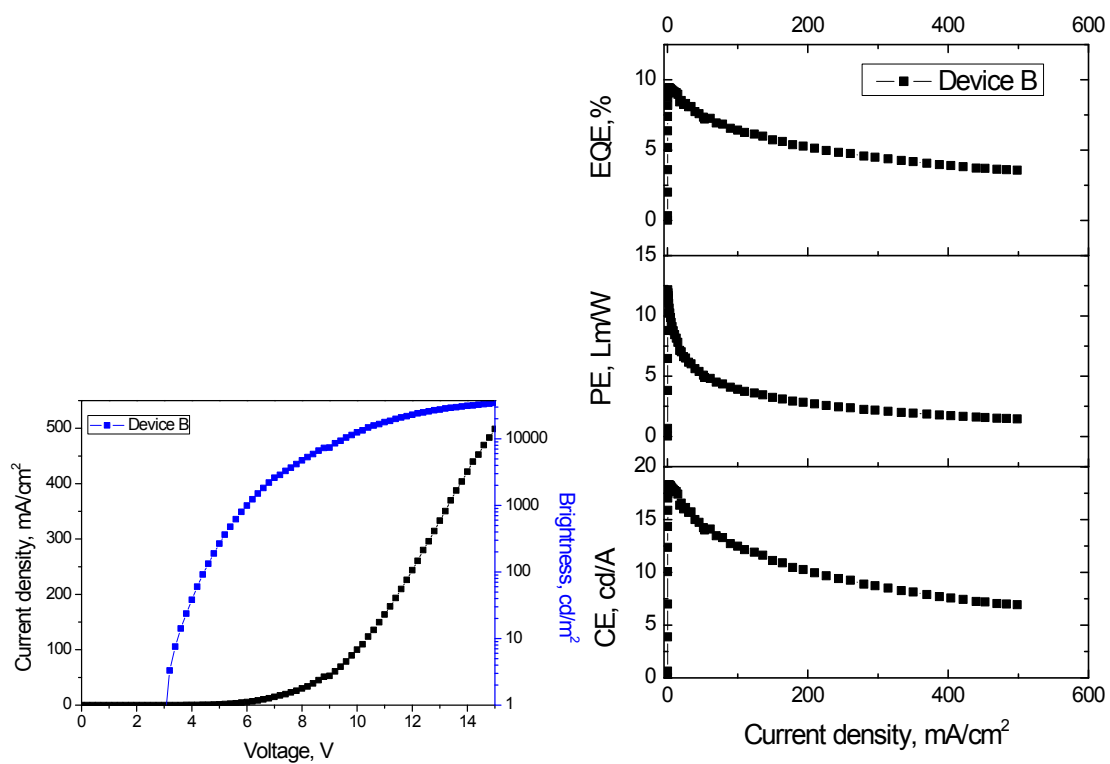 0 200 400 600
10
5
0
EQE, %
Device B
15
10
5
0
PE, Lm/W
20
15
10
5
0
CE, cd/A
0 200 400 600
Current density, mA/cm²
500
400
300
200
100
0
Current density, mA/cm²
Device B
10000
1000
100
10
1
Brightness, cd/m²
0 2 4 6 8 10 12 14
Voltage, V